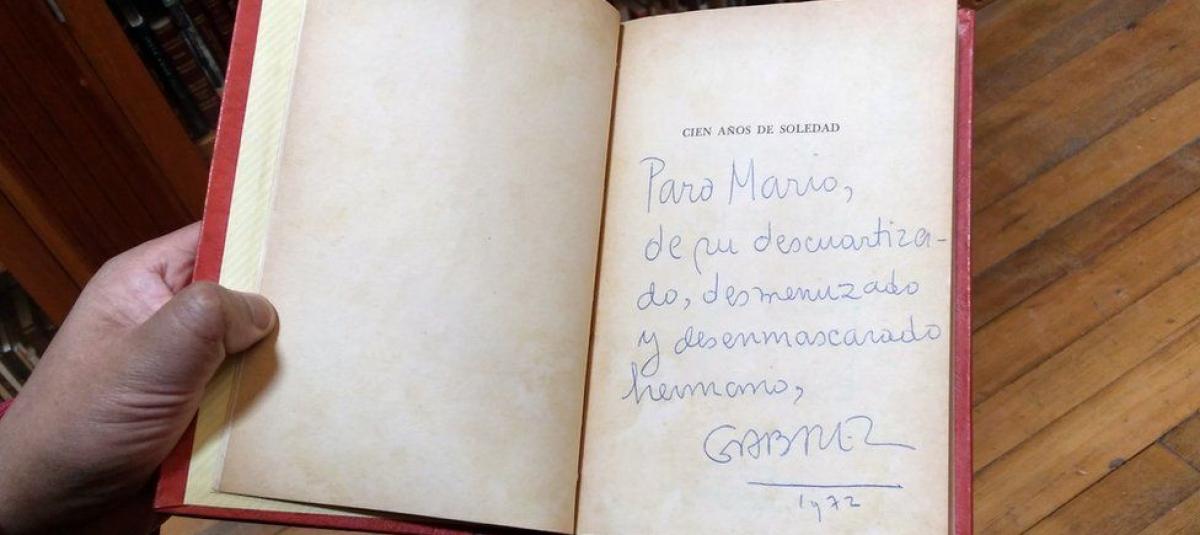 CIEN AÑOS DE SOLEDAD
Para Mario,
de su descuartiza-
do, desmenuzado
y desenmascarado
hermano,
GABRIEL
1972